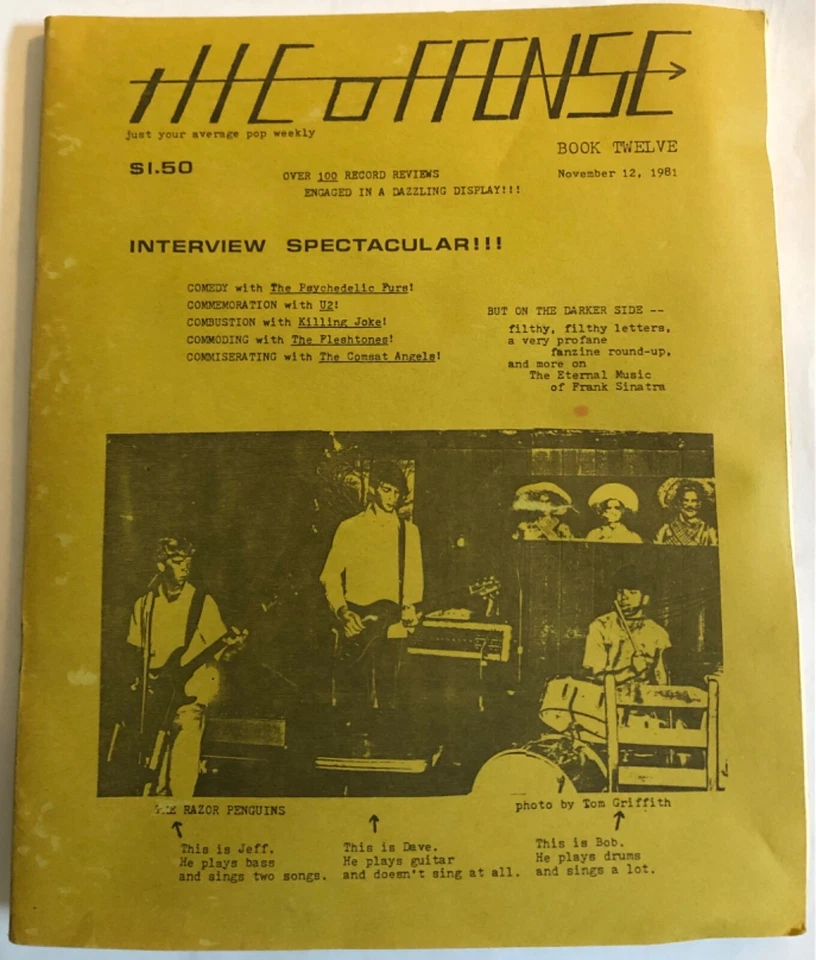 THE OFFENSE
just your average pop weekly
$1.50
BOOK TWELVE
November 12, 1981
OVER 100 RECORD REVIEWS
ENGAGED IN A DAZZLING DISPLAY!!!
INTERVIEW SPECTACULAR!!!
COMEDY with The Psychedelic Furs!
COMMEMORATION with U2!
COMBUSTION with Killing Joke!
COMMODING with The Fleshtones!
COMMISERATING with The Comsat Angels!
BUT ON THE DARKER SIDE --
filthy, filthy letters,
a very profane
fanzine round-up,
and more on
The Eternal Music
of Frank Sinatra
THE RAZOR PENGUINS
photo by Tom Griffith
This is Jeff.
He plays bass
and sings two songs.
This is Dave.
He plays guitar
and doesn't sing at all.
This is Bob.
He plays drums
and sings a lot.